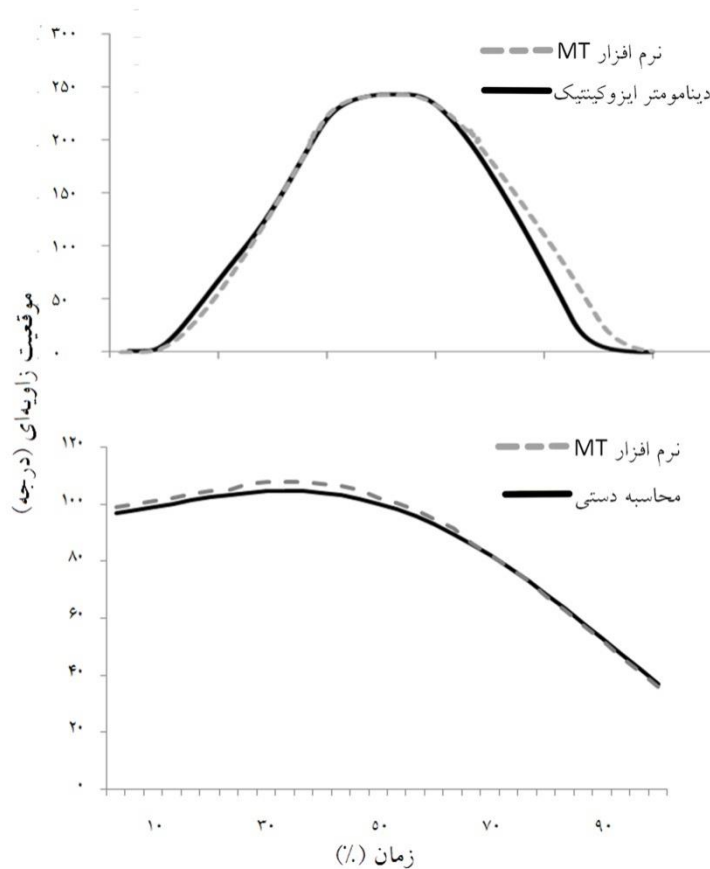 ۳۰۰
۲۵۰
۲۰۰
۱۵۰
۱۰۰
۵۰
۰
نرم افزار MT
دینامومتر ایزوکینتیک
موقعیت زاویه‌ای (درجه)
۱۲۰
۱۰۰
۸۰
۶۰
۴۰
۲۰
۰
نرم افزار MT
محاسبه دستی
۱۰ ۳۰ ۵۰ ۷۰ ۹۰
زمان (٪)